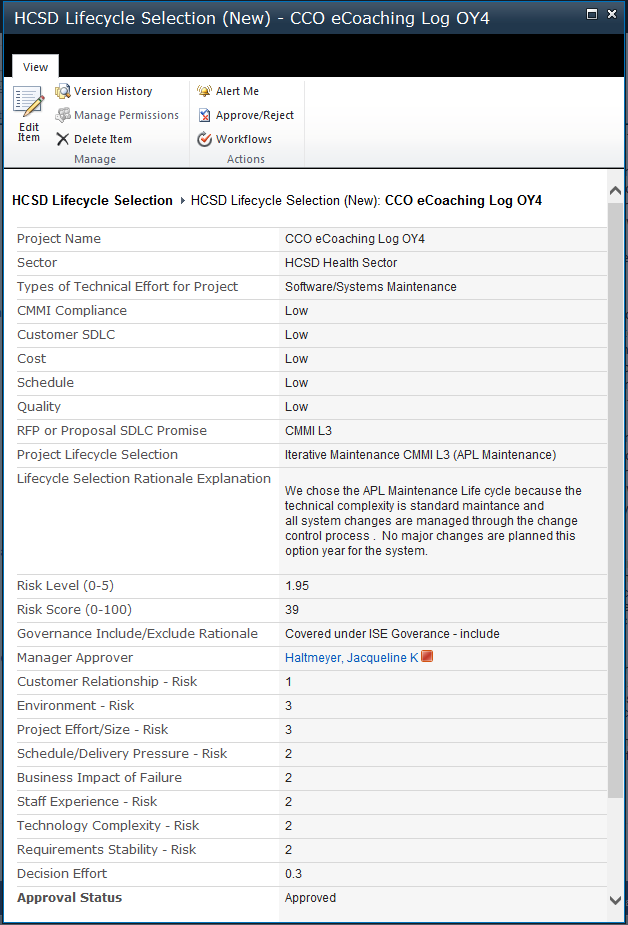 HCSD Lifecycle Selection (New) - CCO eCoaching Log OY4
View
Edit Item
Version History
Manage Permissions
Delete Item
Manage
Alert Me
Approve/Reject
Workflows
Actions
HCSD Lifecycle Selection HCSD Lifecycle Selection (New): CCO eCoaching Log OY4
Project Name CCO eCoaching Log OY4
Sector HCSD Health Sector
Types of Technical Effort for Project Software/Systems Maintenance
CMMI Compliance Low
Customer SDLC Low
Cost Low
Schedule Low
Quality Low
RFP or Proposal SDLC Promise CMMI L3
Project Lifecycle Selection Iterative Maintenance CMMI L3 (APL Maintenance)
Lifecycle Selection Rationale Explanation
We chose the APL Maintenance Life cycle because the
technical complexity is standard maintance and
all system changes are managed through the change
control process . No major changes are planned this
option year for the system.
Risk Level (0-5) 1.95
Risk Score (0-100) 39
Governance Include/Exclude Rationale Covered under ISE Goverance - include
Manager Approver Haltmeyer, Jacqueline K
Customer Relationship - Risk 1
Environment - Risk 3
Project Effort/Size - Risk 3
Schedule/Delivery Pressure - Risk 2
Business Impact of Failure 2
Staff Experience - Risk 2
Technology Complexity - Risk 2
Requirements Stability - Risk 2
Decision Effort 0.3
Approval Status Approved